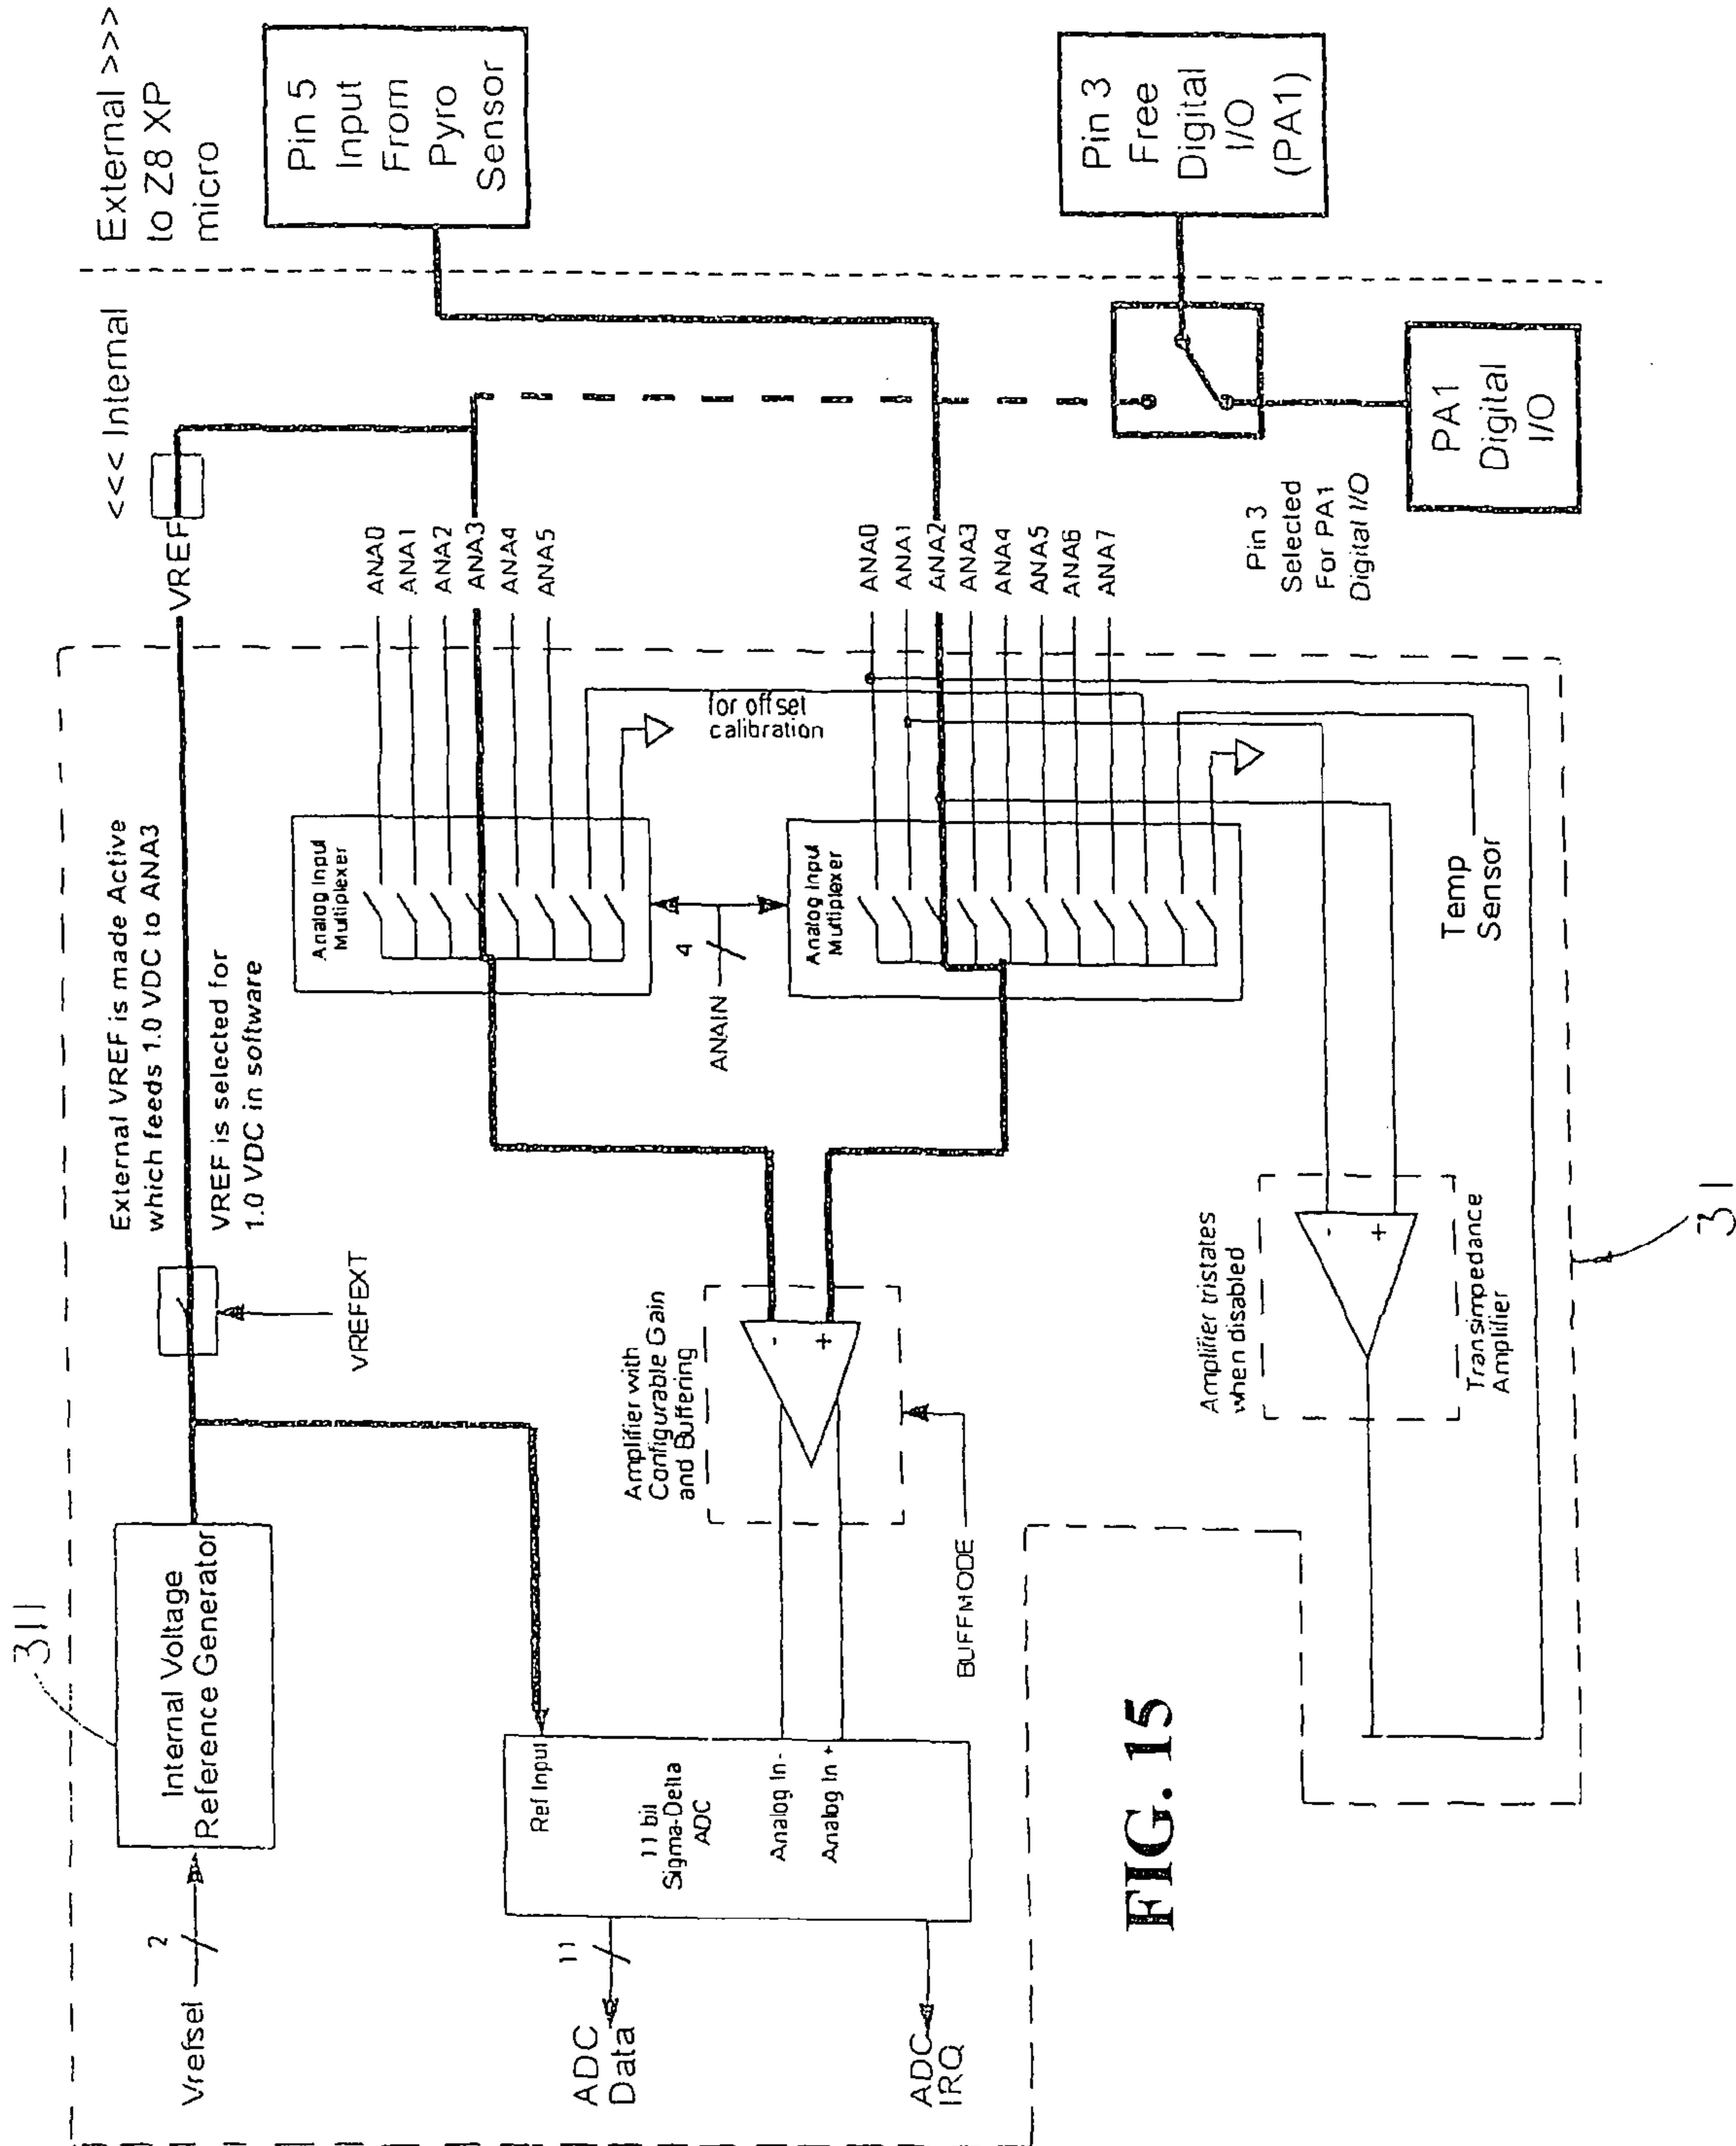 <<< Internal
External >>>
to Z8 XP
micro
311
Vrefsel
2
Internal Voltage
Reference Generator
External VREF is made Active
which feeds 1.0 VDC to ANA3
VREF
VREF is selected for
1.0 VDC in software
VREFEXT
Pin 5
Input
From
Pyro
Sensor
Analog Input
Multiplexer
ANA0
ANA1
ANA2
ANA3
ANA4
ANA5
for offset
calibration
ADC
Data
11
ADC
IRQ
Ref Input
11 bit
Sigma-Delta
ADC
Analog In -
Analog In +
Amplifier with
Configurable Gain
and Buffering
-
+
BUFFMODE
ANAIN
4
Analog Input
Multiplexer
ANA0
ANA1
ANA2
ANA3
ANA4
ANA5
ANA6
ANA7
Pin 3
Free
Digital
I/O
(PA1)
Pin 3
Selected
For PA1
Digital I/O
PA1
Digital
I/O
Amplifier tristates
when disabled
-
+
Transimpedance
Amplifier
Temp
Sensor
31
FIG. 15